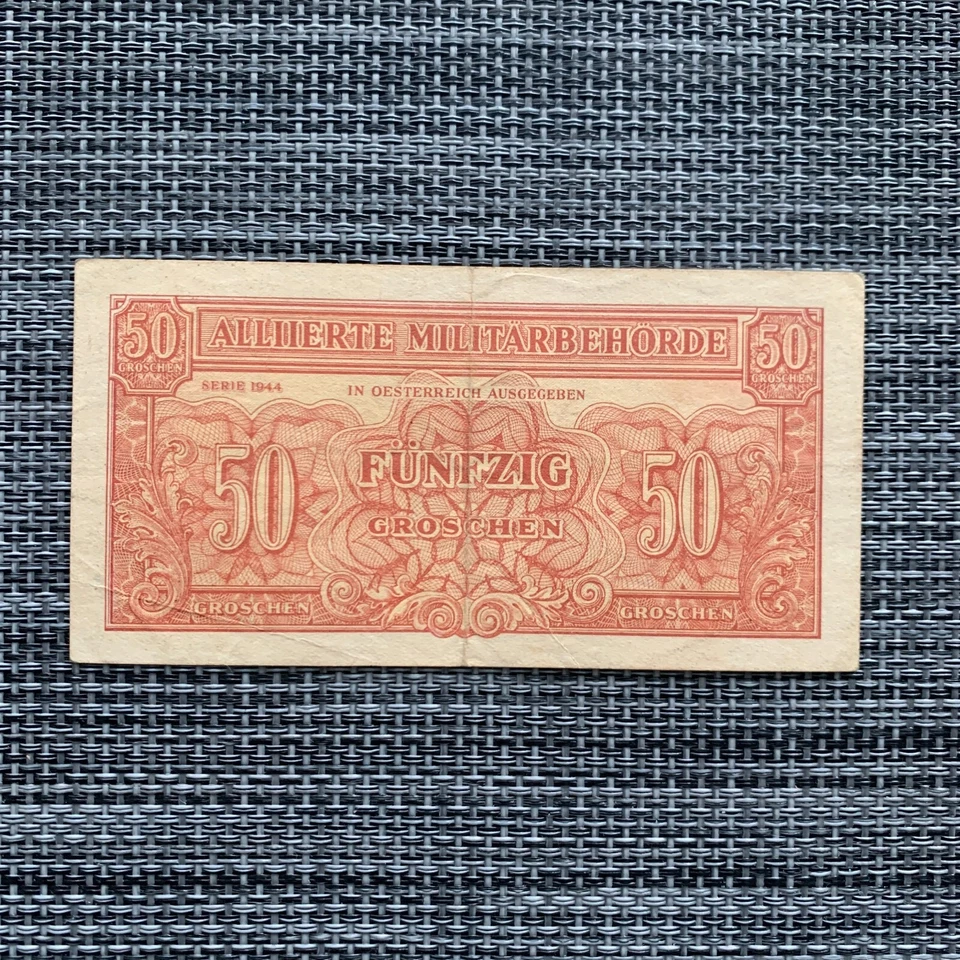 50 ALLIIERTE MILITÄRBEHÖRDE 50
GROSCHEN GROSCHEN
SERIE 1944 IN OESTERREICH AUSGEGEBEN
50 FÜNFZIG 50
GROSCHEN
GROSCHEN GROSCHEN